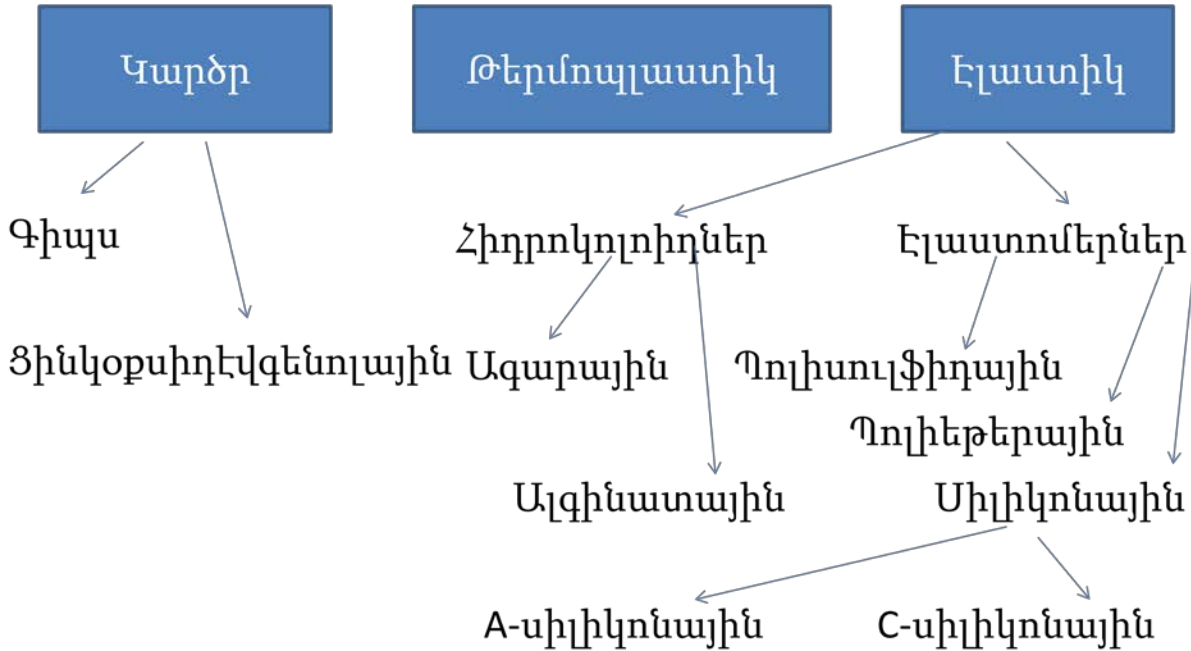 Կարծր Թերմոպլաստիկ Էլաստիկ
Գիպս Հիդրոկոլոիդներ Էլաստոմերներ
Ցինկօքսիդէվգենոլային Ագարային Պոլիսուլֆիդային
Պոլիեթերային
Ալգինատային Սիլիկոնային
A-սիլիկոնային C-սիլիկոնային